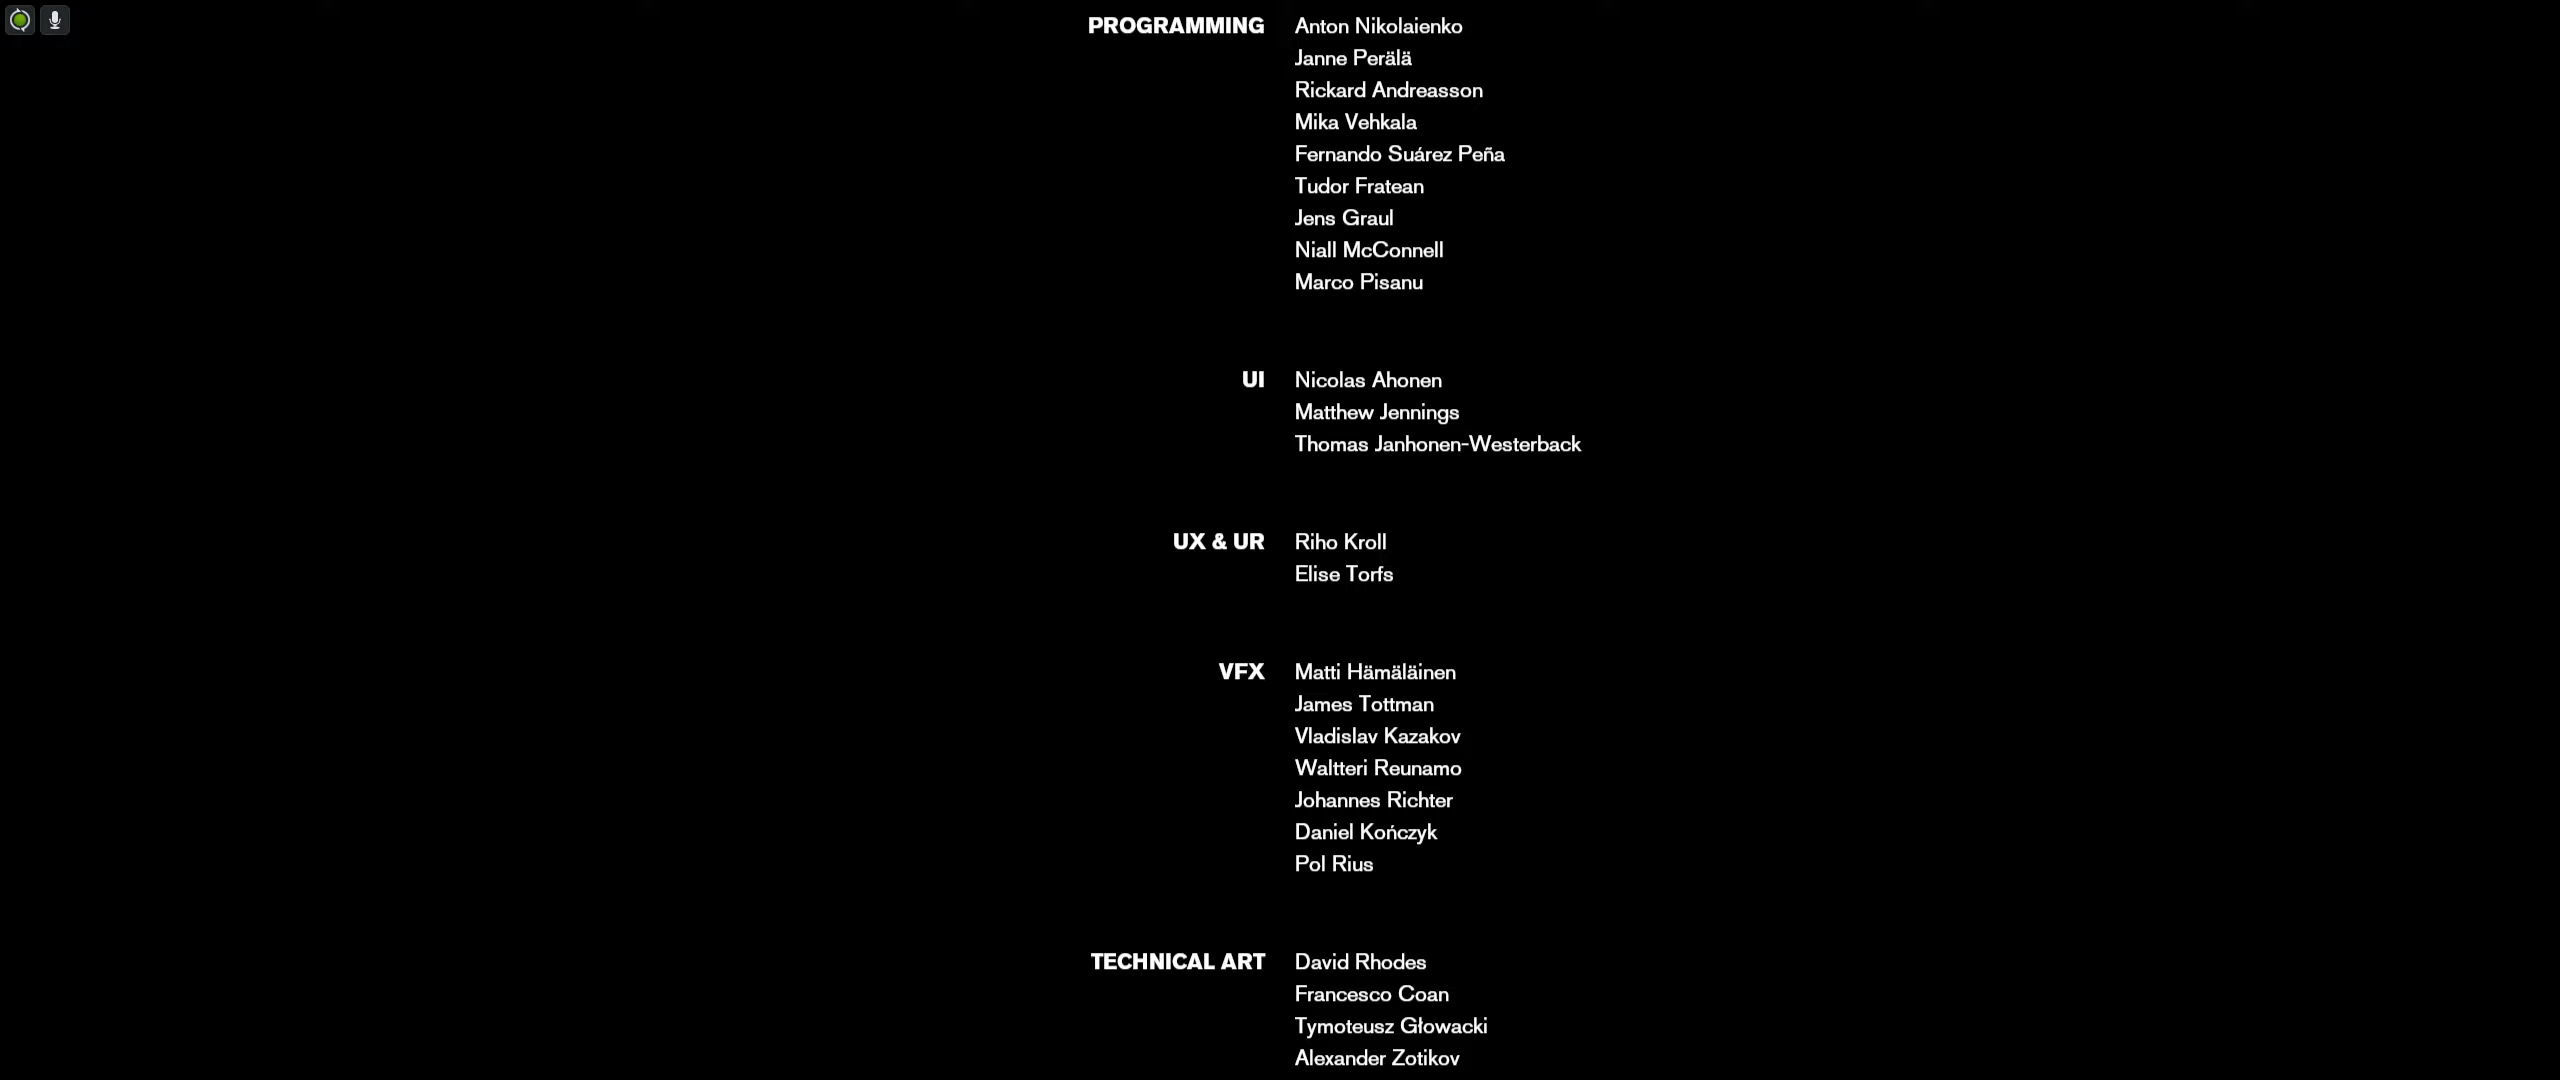 PROGRAMMING Anton Nikolaienko
Janne Perälä
Rickard Andreasson
Mika Vehkala
Fernando Suárez Peña
Tudor Fratean
Jens Graul
Niall McConnell
Marco Pisanu
UI Nicolas Ahonen
Matthew Jennings
Thomas Janhonen-Westerback
UX & UR Riho Kroll
Elise Torfs
VFX Matti Hämäläinen
James Tottman
Vladislav Kazakov
Waltteri Reunamo
Johannes Richter
Daniel Kończyk
Pol Rius
TECHNICAL ART David Rhodes
Francesco Coan
Tymoteusz Głowacki
Alexander Zotikov